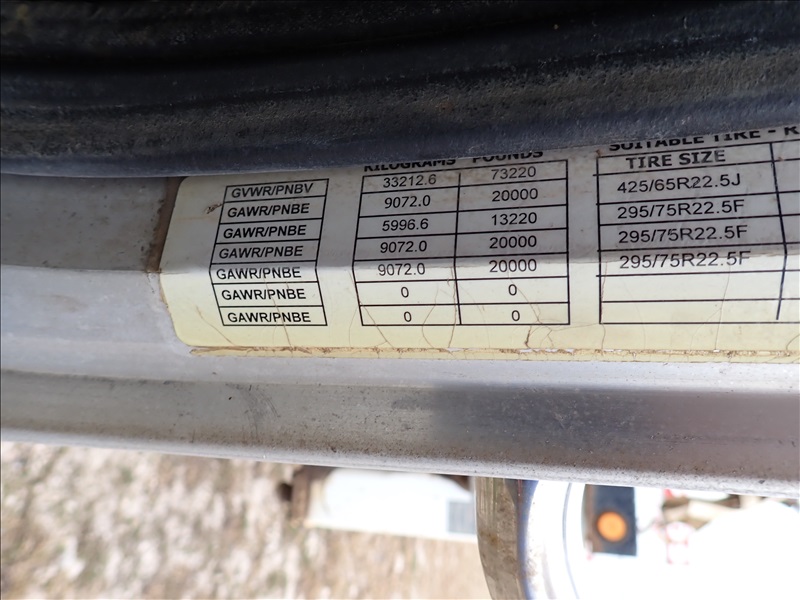 KILOGRAMS POUNDS SUITABLE TIRE - R
TIRE SIZE
GVWR/PNBV 33212.6 73220
GAWR/PNBE 9072.0 20000 425/65R22.5J
GAWR/PNBE 5996.6 13220 295/75R22.5F
GAWR/PNBE 9072.0 20000 295/75R22.5F
GAWR/PNBE 9072.0 20000 295/75R22.5F
GAWR/PNBE 0 0
GAWR/PNBE 0 0